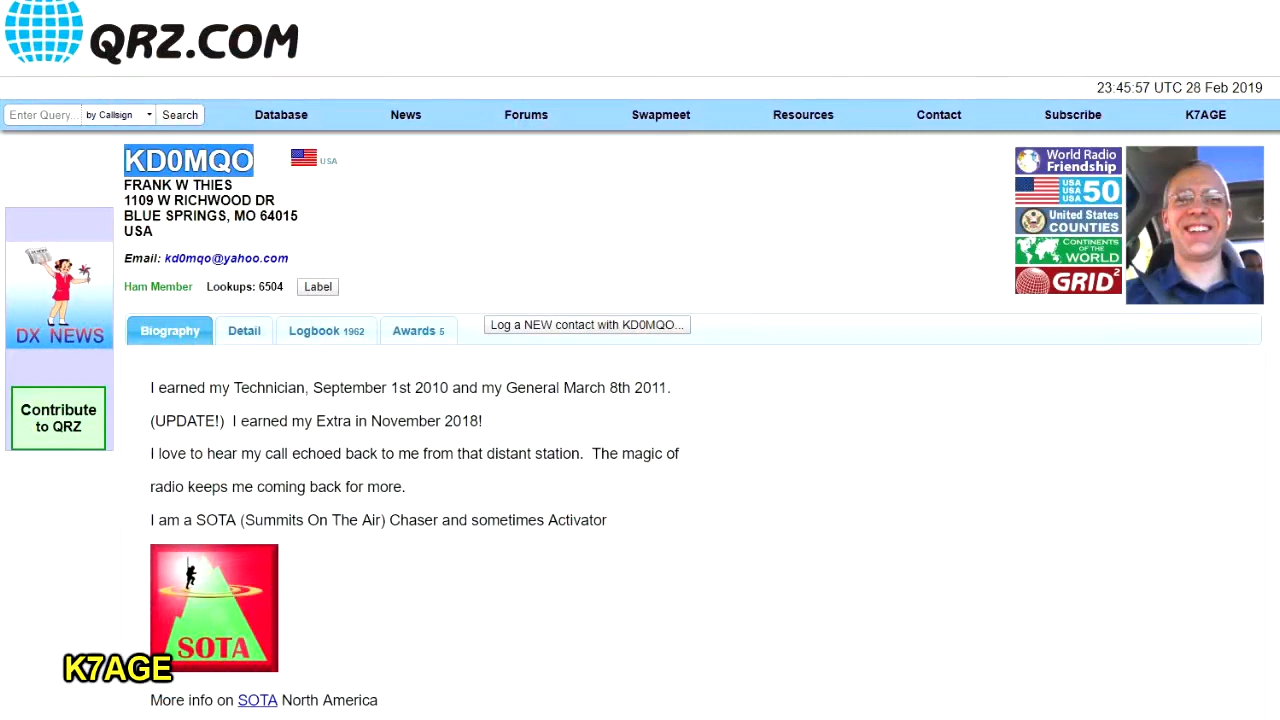 QRZ.COM
23:45:57 UTC 28 Feb 2019
Enter Query... by Callsign Search Database News Forums Swapmeet Resources Contact Subscribe K7AGE
KD0MQO USA
FRANK W THIES
1109 W RICHWOOD DR
BLUE SPRINGS, MO 64015
USA
Email: kd0mqo@yahoo.com
Ham Member Lookups: 6504 Label
World Radio
Friendship
USA
USA
USA
50
United States
COUNTIES
CONTINENTS
OF THE
WORLD
GRID2
DX NEWS
Contribute
to QRZ
Biography Detail Logbook 1962 Awards 5 Log a NEW contact with KD0MQO...
I earned my Technician, September 1st 2010 and my General March 8th 2011.
(UPDATE!)  I earned my Extra in November 2018!
I love to hear my call echoed back to me from that distant station.  The magic of
radio keeps me coming back for more.
I am a SOTA (Summits On The Air) Chaser and sometimes Activator
SOTA
K7AGE
More info on SOTA North America